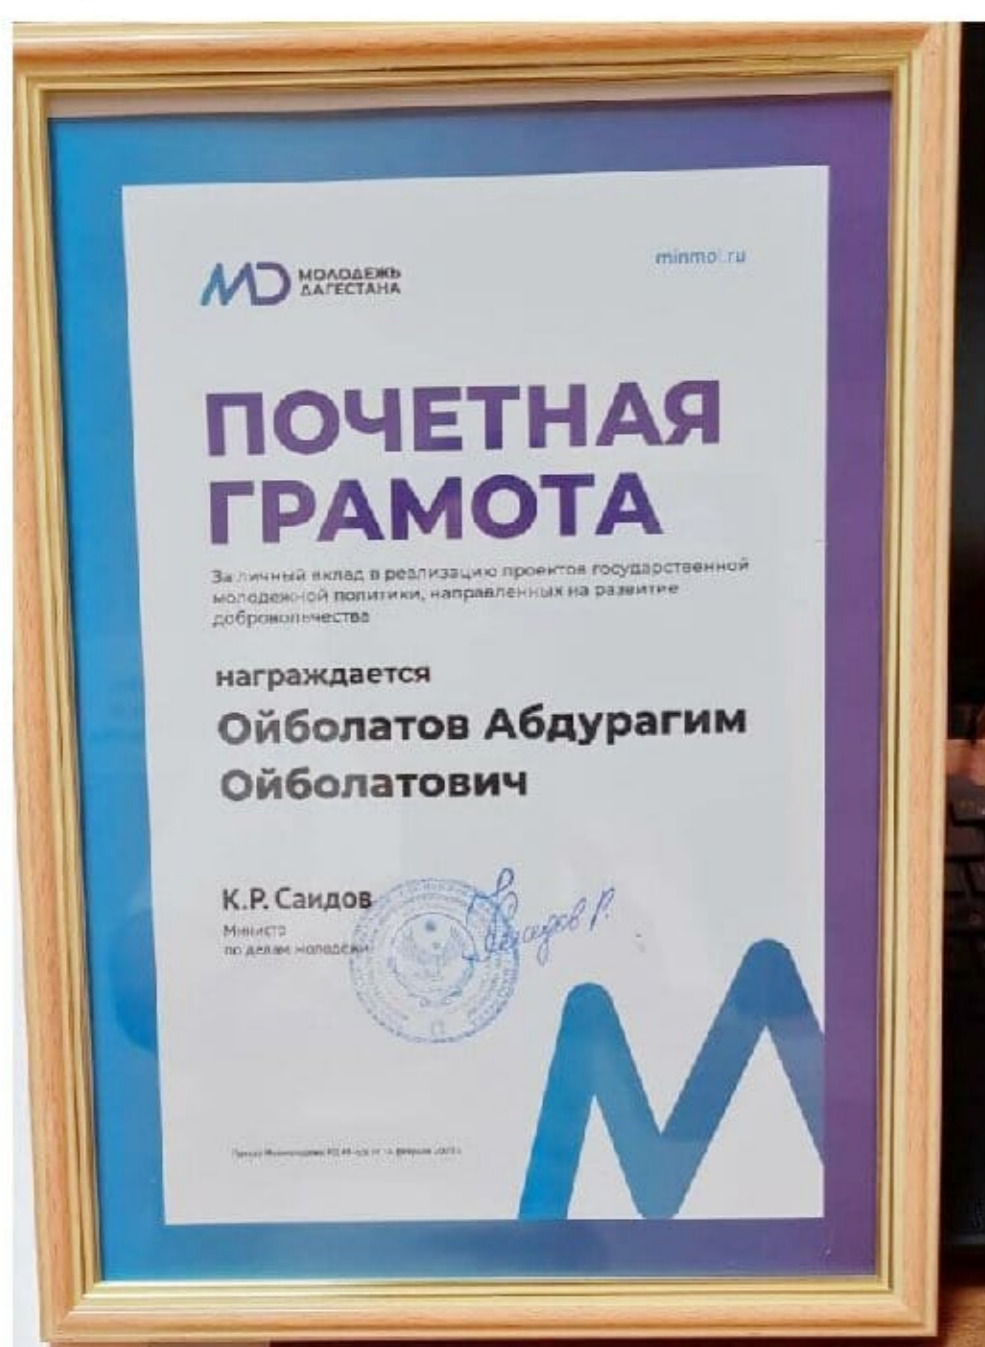 МОЛОДЕЖЬ
ДАГЕСТАНА
minmol.ru
ПОЧЕТНАЯ
ГРАМОТА
За личный вклад в реализацию проектов государственной
молодежной политики, направленных на развитие
добровольчества
награждается
Ойболатов Абдурагим
Ойболатович
К.Р. Саидов
Министр
по делам молодежи